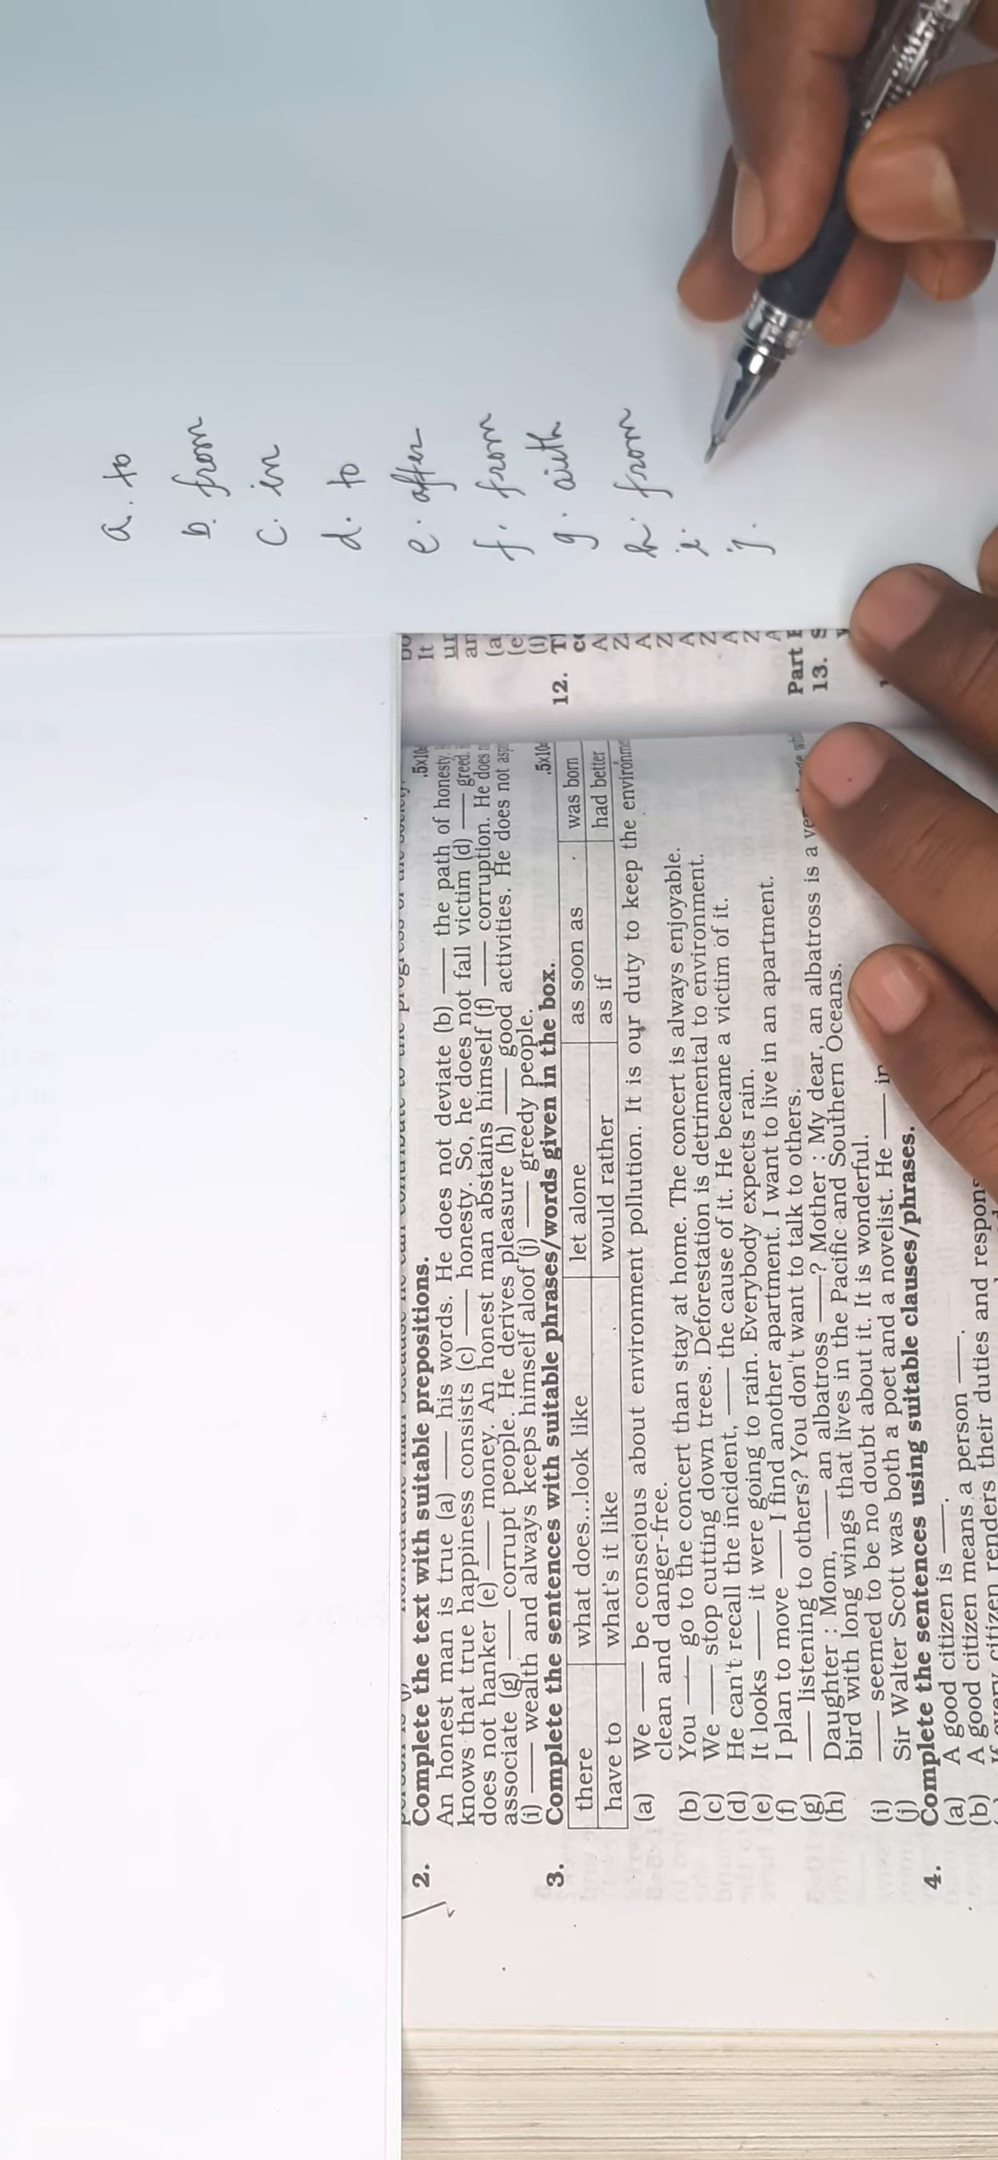 a. to
b. from
c. in
d. to
e. after
f. from
g. with
h. from
i.
j.
.5x10
2. Complete the text with suitable prepositions.
An honest man is true (a) —— his words. He does not deviate (b) —— the path of honesty.
knows that true happiness consists (c) —— honesty. So, he does not fall victim (d) —— greed.
does not hanker (e) —— money. An honest man abstains himself (f) —— corruption. He does
associate (g) —— corrupt people. He derives pleasure (h) —— good activities. He does not
(i) —— wealth and always keeps himself aloof (j) —— greedy people.
.5x10
3. Complete the sentences with suitable phrases/words given in the box.
there what does...look like let alone as soon as was born
have to what's it like would rather as if had better
(a) We —— be conscious about environment pollution. It is our duty to keep the
clean and danger-free.
(b) You —— go to the concert than stay at home. The concert is always enjoyable.
(c) We —— stop cutting down trees. Deforestation is detrimental to environment.
(d) He can't recall the incident, —— the cause of it. He became a victim of it.
(e) It looks —— it were going to rain. Everybody expects rain.
(f) I plan to move —— I find another apartment. I want to live in an apartment.
(g) —— listening to others? You don't want to talk to others.
(h) Daughter : Mom, —— an albatross ——? Mother : My dear, an albatross is a
bird with long wings that lives in the Pacific and Southern Oceans.
(i) —— seemed to be no doubt about it. It is wonderful.
(j) Sir Walter Scott was both a poet and a novelist. He —— in
4. Complete the sentences using suitable clauses/phrases.
(a) A good citizen is ——.
(b) A good citizen means a person ——.
citizen renders their duties and
It
(a
(e
(i)
12.
A
Z
A
Z
A
Z
A
Z
A
Part
13.